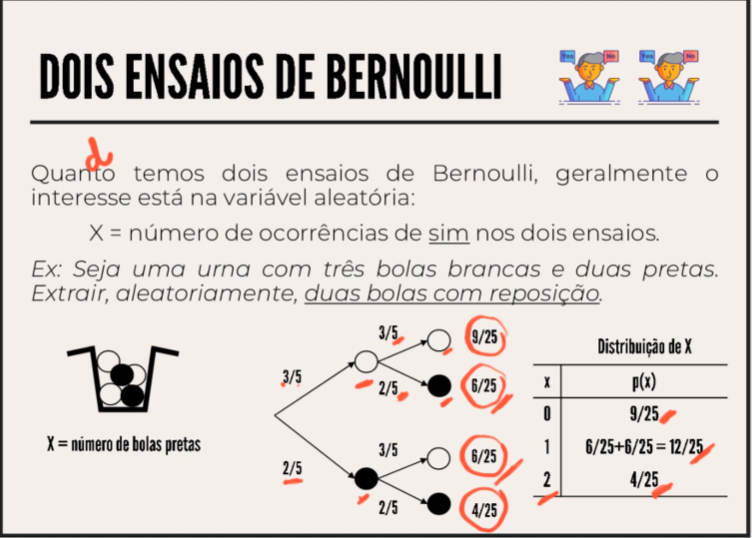 DOIS ENSAIOS DE BERNOULLI
Yes No Yes No
d
Quanto temos dois ensaios de Bernoulli, geralmente o
interesse está na variável aleatória:
X = número de ocorrências de sim nos dois ensaios.
Ex: Seja uma urna com três bolas brancas e duas pretas.
Extrair, aleatoriamente, duas bolas com reposição.
X = número de bolas pretas
3/5
2/5
3/5
2/5
3/5
2/5
9/25
6/25
6/25
4/25
Distribuição de X
x p(x)
0 9/25
1 6/25+6/25 = 12/25
2 4/25